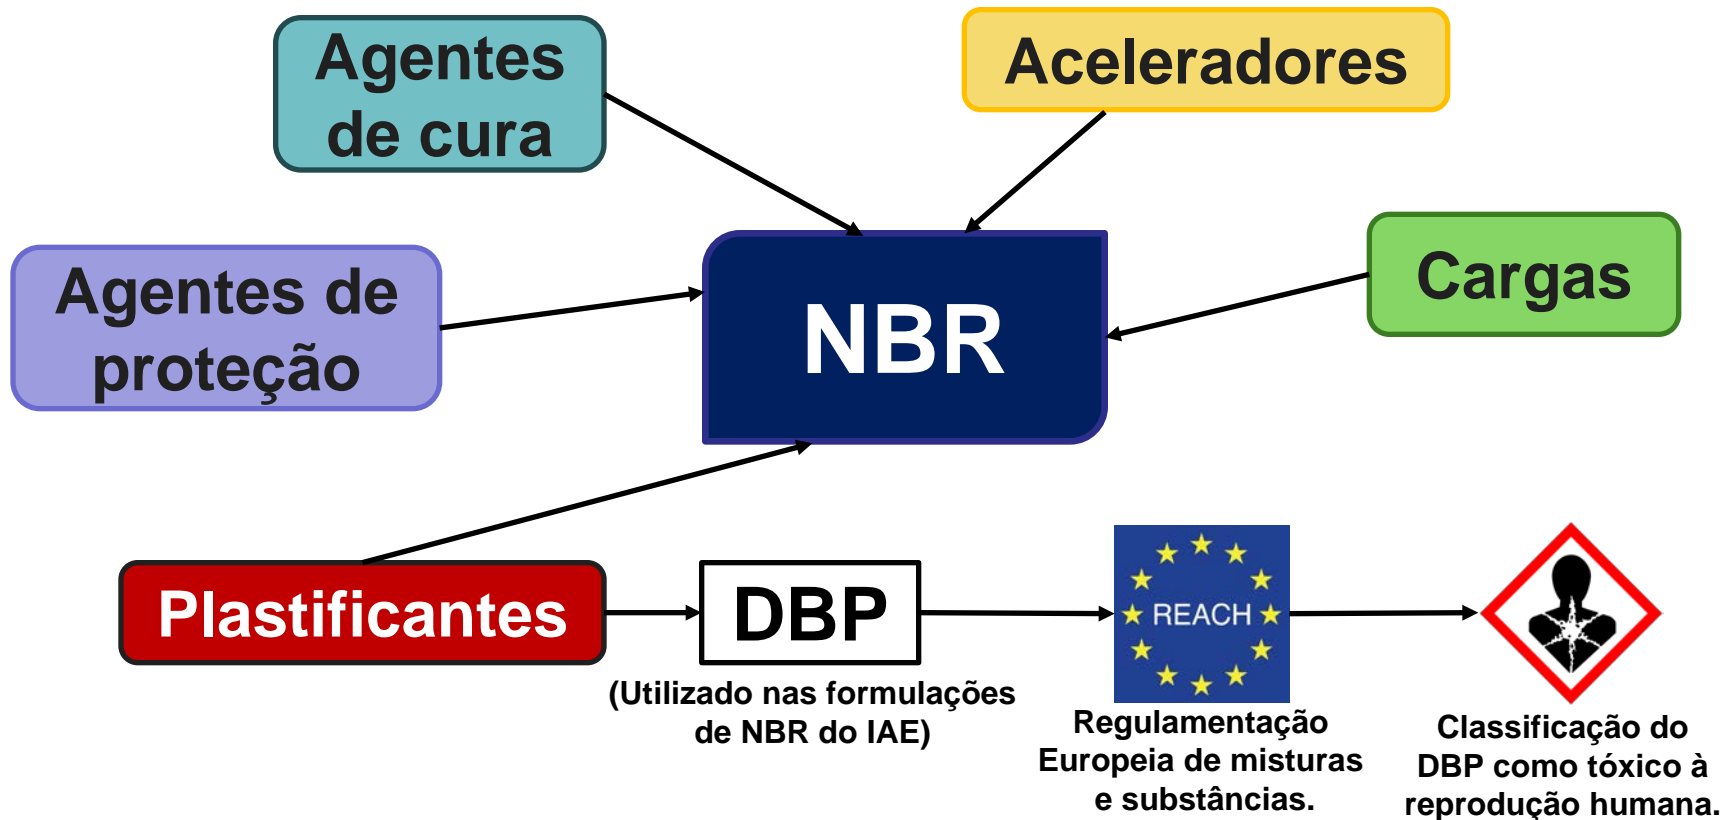 Agentes
de cura
Aceleradores
Agentes de
proteção
NBR
Cargas
Plastificantes
DBP
(Utilizado nas formulações
de NBR do IAE)
REACH
Regulamentação
Europeia de misturas
e substâncias.
Classificação do
DBP como tóxico à
reprodução humana.